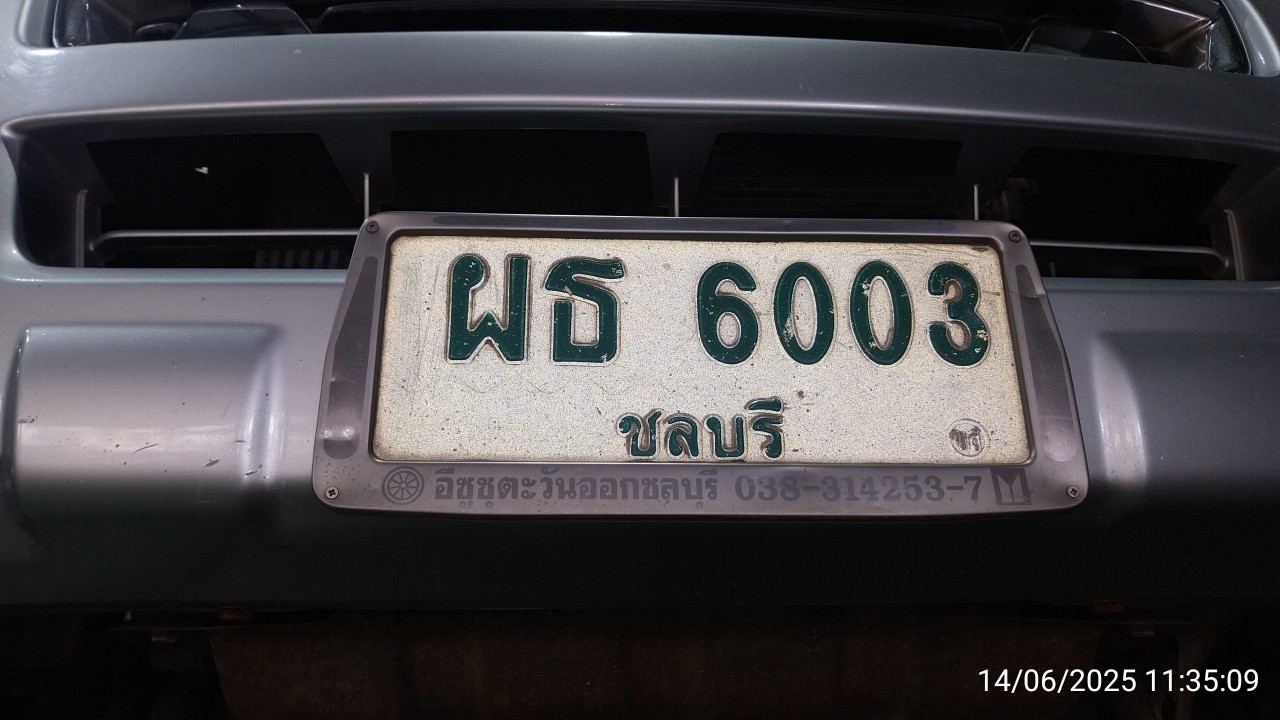 ผธ 6003
ชลบุรี
อีซูซุตะวันออกชลบุรี 038-314253-7
14/06/2025 11:35:09